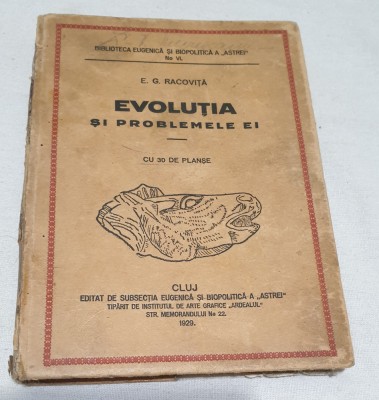 BIBLIOTECA EUGENICĂ ȘI BIOPOLITICĂ A „ASTREI”
No VI.
E. G. RACOVIȚĂ
EVOLUȚIA
ȘI PROBLEMELE EI
CU 30 DE PLANȘE
CLUJ
EDITAT DE SUBSECȚIA EUGENICĂ ȘI BIOPOLITICĂ A „ASTREI”
TIPĂRIT DE INSTITUTUL DE ARTE GRAFICE „ARDEALUL”
STR. MEMORANDULUI No 22.
1929.